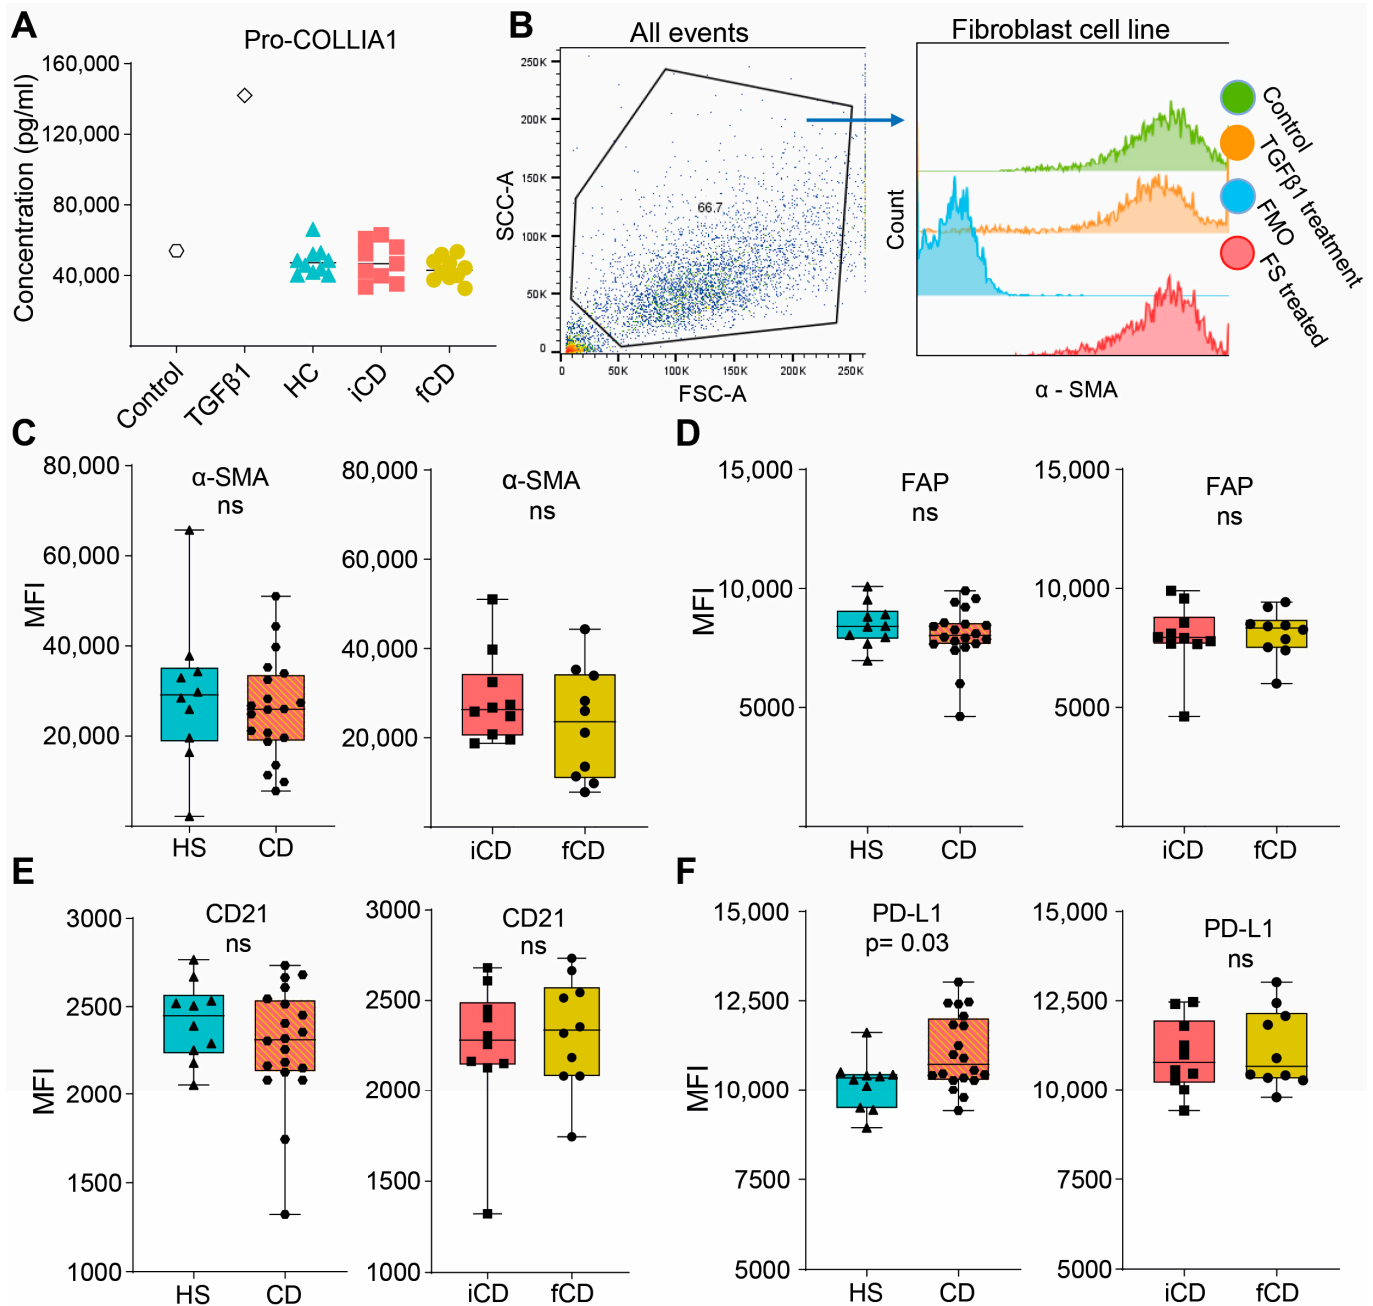 A
Pro-COLLIA1
Concentration (pg/ml)
160,000
120,000
80,000
40,000
Control
TGFβ1
HC
iCD
fCD
B
All events
SCC-A
250K
200K
150K
100K
50K
0
66.7
0
50K
100K
150K
200K
250K
FSC-A
Fibroblast cell line
Count
α - SMA
Control
TGFβ1 treatment
FMO
FS treated
C
MFI
80,000
60,000
40,000
20,000
α-SMA
ns
HS
CD
80,000
60,000
40,000
20,000
α-SMA
ns
iCD
fCD
D
MFI
15,000
10,000
5000
FAP
ns
HS
CD
15,000
10,000
5000
FAP
ns
iCD
fCD
E
MFI
3000
2500
2000
1500
1000
CD21
ns
HS
CD
3000
2500
2000
1500
1000
CD21
ns
iCD
fCD
F
MFI
15,000
12,500
10,000
7500
5000
PD-L1
p= 0.03
HS
CD
15,000
12,500
10,000
7500
5000
PD-L1
ns
iCD
fCD